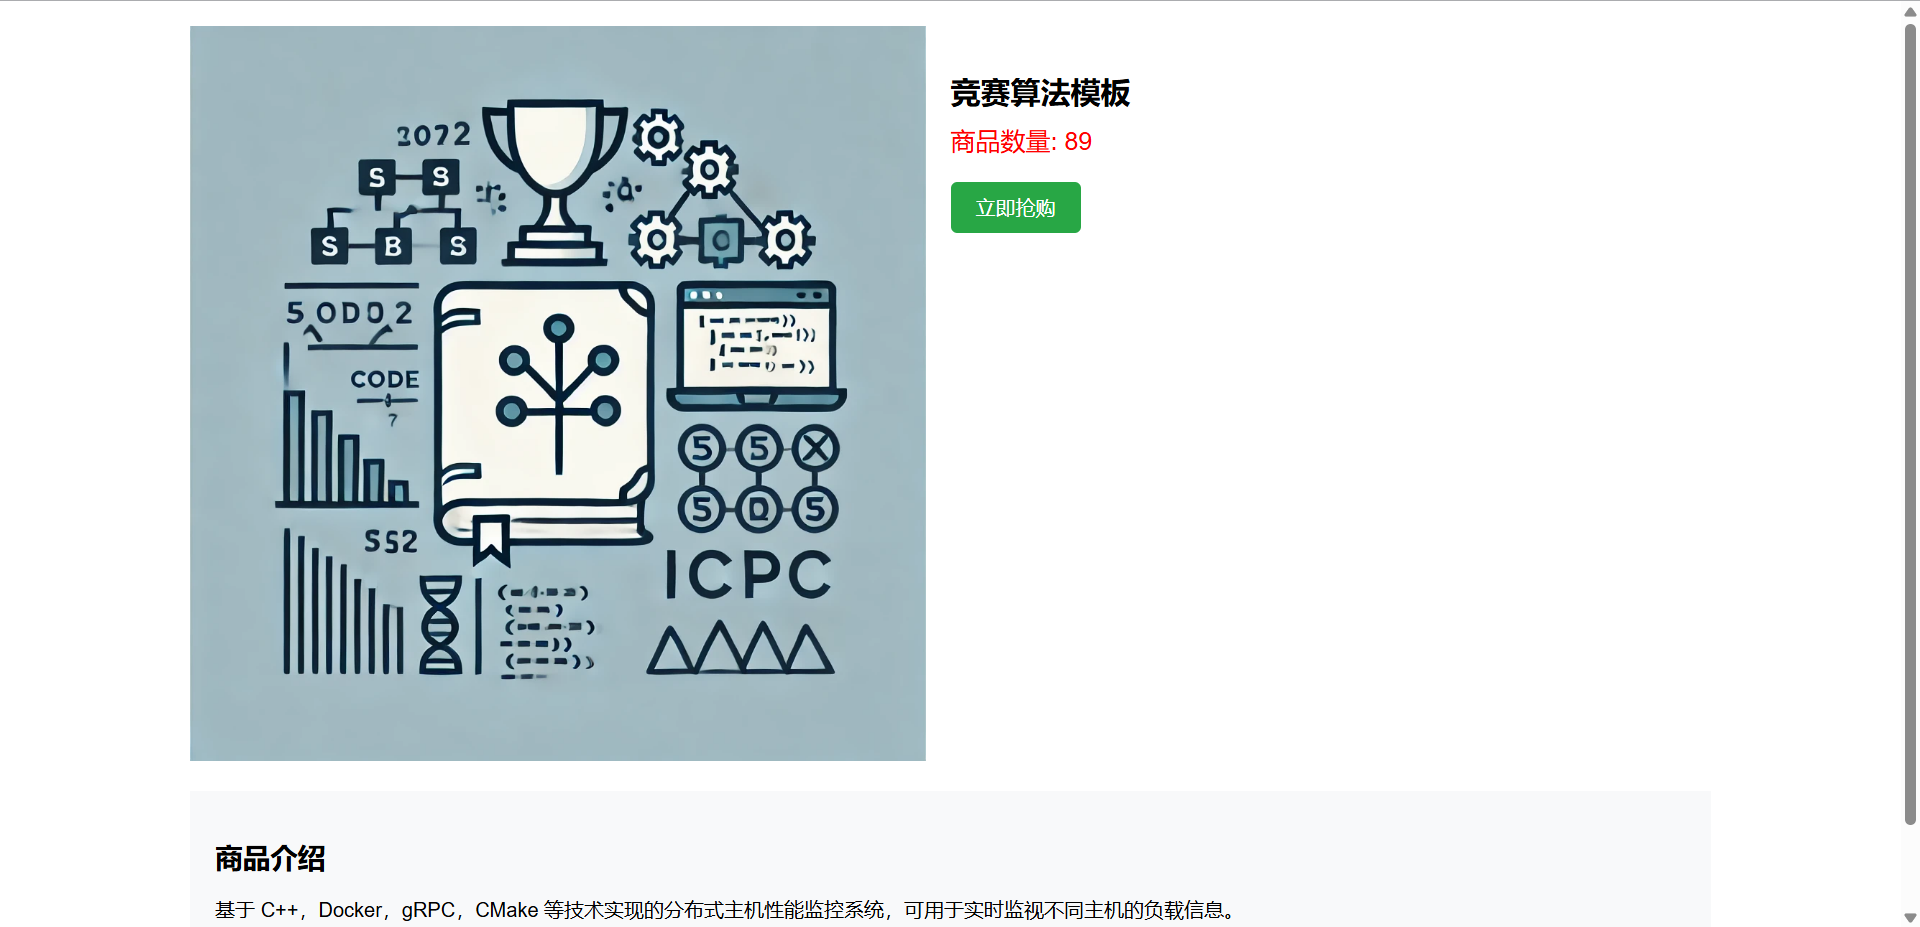 竞赛算法模板
商品数量: 89
立即抢购
3072
S S
S B S
5 0DD0 2
CODE
7
5 5 X
5 D 5
SS2
ICPC
商品介绍
基于 C++，Docker，gRPC，CMake 等技术实现的分布式主机性能监控系统，可用于实时监视不同主机的负载信息。